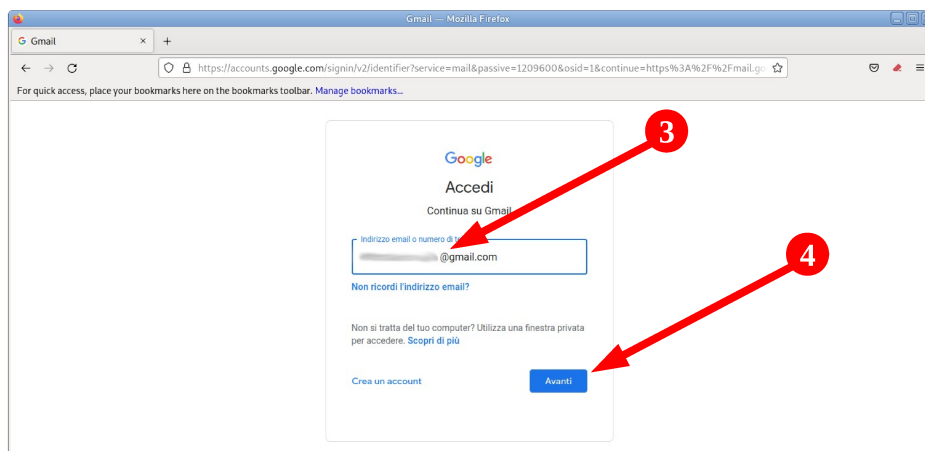 Gmail — Mozilla Firefox
Gmail
https://accounts.google.com/signin/v2/identifier?service=mail&passive=1209600&osid=1&continue=https%3A%2F%2Fmail.go
For quick access, place your bookmarks here on the bookmarks toolbar. Manage bookmarks...
3
Google
Accedi
Continua su Gmail
Indirizzo email o numero di
@gmail.com
4
Non ricordi l'indirizzo email?
Non si tratta del tuo computer? Utilizza una finestra privata
per accedere. Scopri di più
Crea un account
Avanti